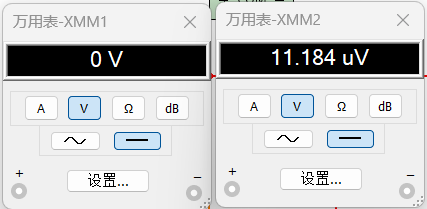 万用表-XMM1
0 V
A V Ω dB
设置...
+ −
万用表-XMM2
11.184 uV
A V Ω dB
设置...
+ −